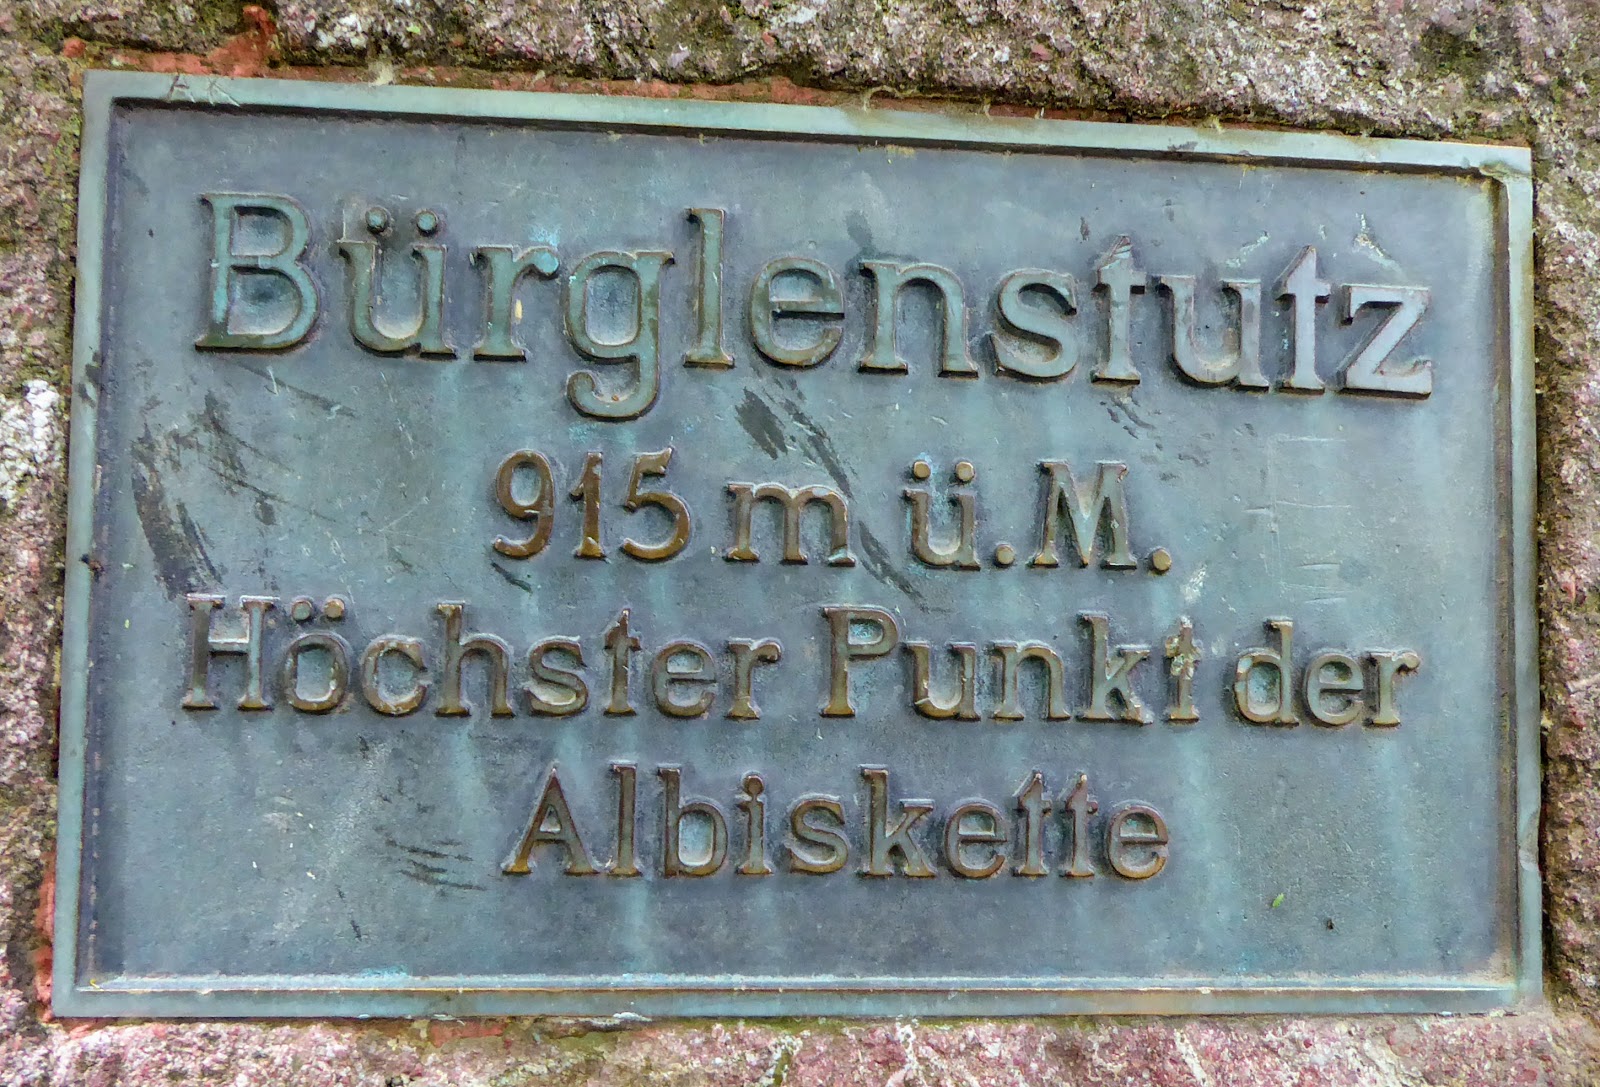 Bürglenstutz
915 m ü.M.
Höchster Punkt der
Albiskette